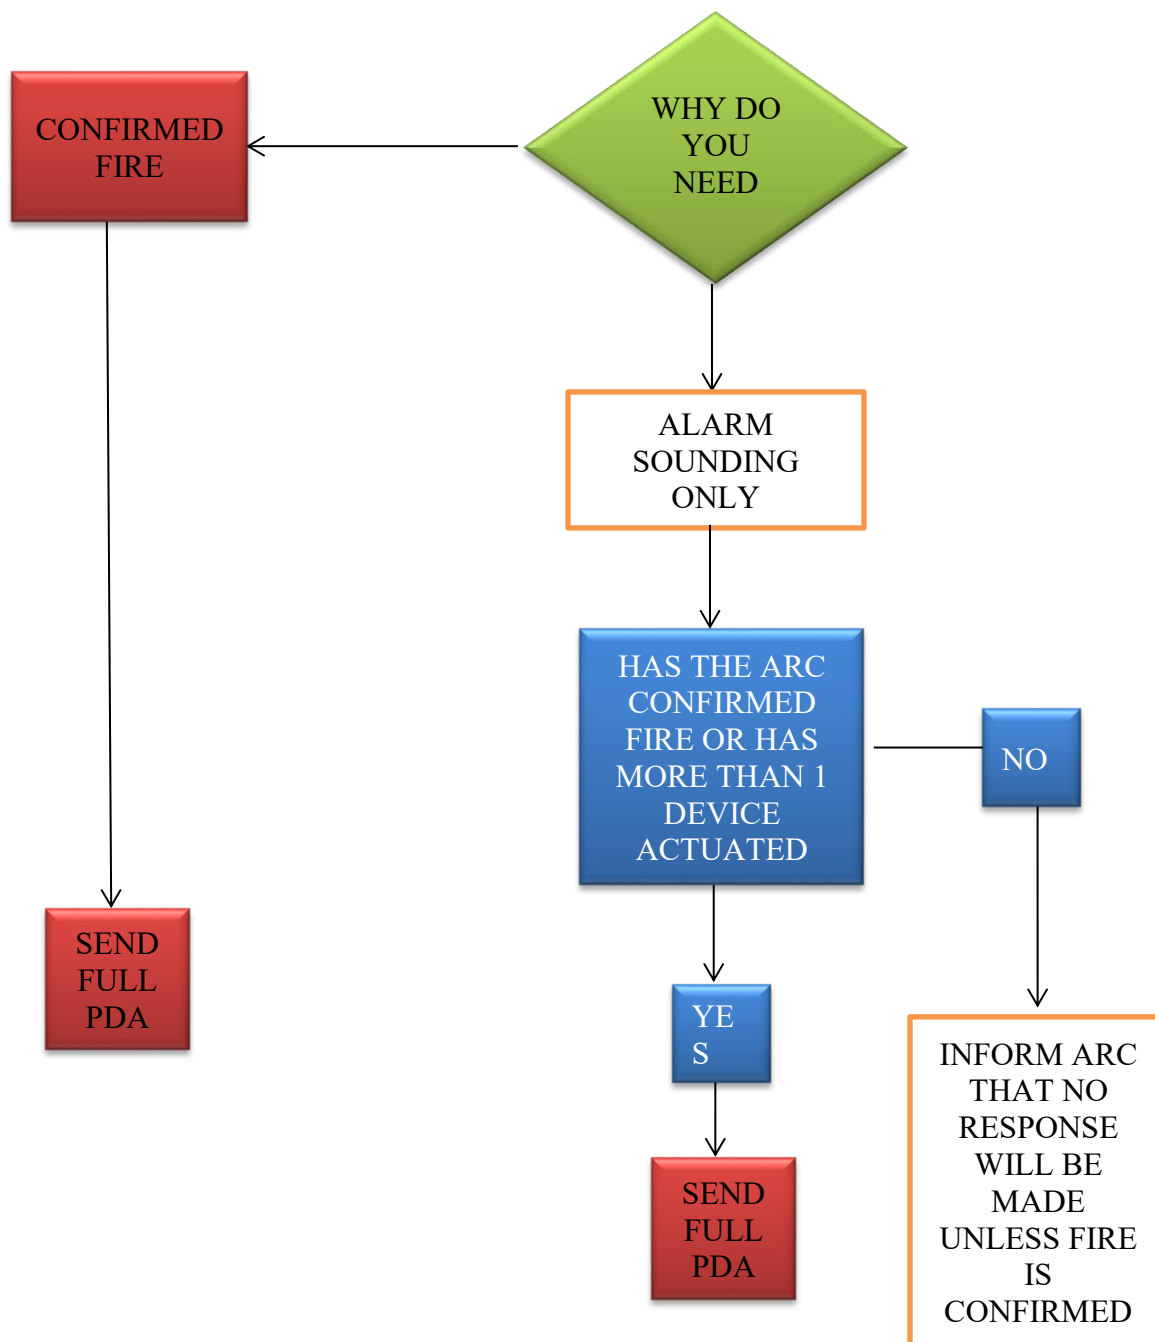 CONFIRMED
FIRE
WHY DO
YOU
NEED
ALARM
SOUNDING
ONLY
HAS THE ARC
CONFIRMED
FIRE OR HAS
MORE THAN 1
DEVICE
ACTUATED
NO
SEND
FULL
PDA
YE
S
INFORM ARC
THAT NO
RESPONSE
WILL BE
MADE
UNLESS FIRE
IS
CONFIRMED
SEND
FULL
PDA